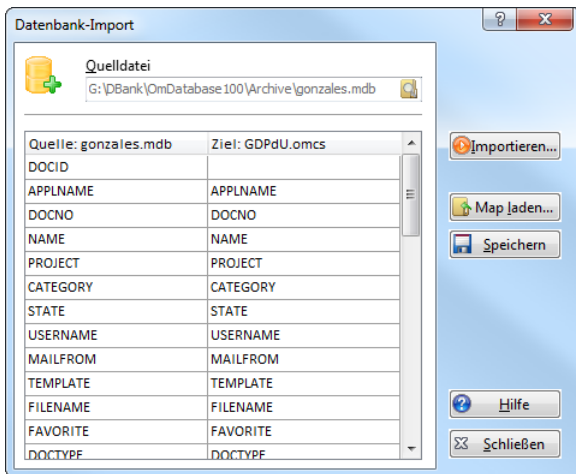 Datenbank-Import
Quelldatei
G:\DBank\OmDatabase100\Archive\gonzales.mdb
Quelle: gonzales.mdb Ziel: GDPdU.omcs
DOCID
APPLNAME APPLNAME
DOCNO DOCNO
NAME NAME
PROJECT PROJECT
CATEGORY CATEGORY
STATE STATE
USERNAME USERNAME
MAILFROM MAILFROM
TEMPLATE TEMPLATE
FILENAME FILENAME
FAVORITE FAVORITE
DOCTYPE DOCTYPE
Importieren...
Map laden...
Speichern
Hilfe
Schließen